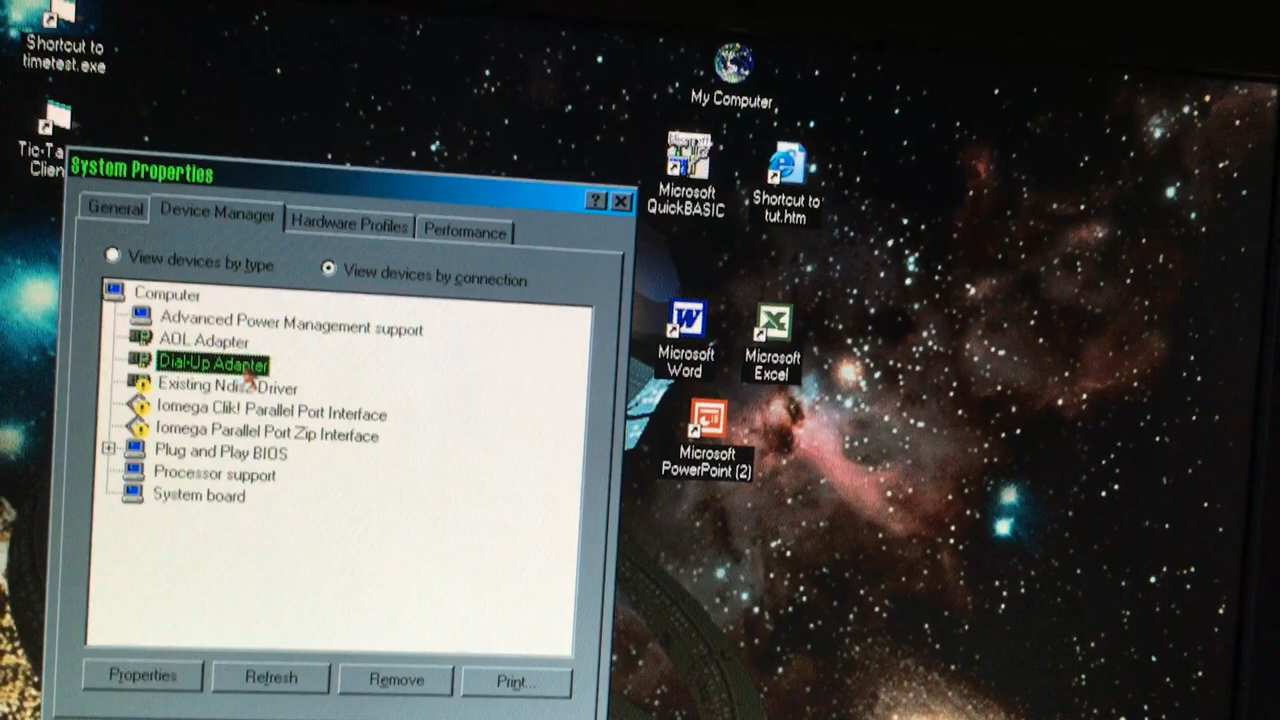 Shortcut to
timetest.exe
Tic-Ta
Clien
System Properties
General
Device Manager
Hardware Profiles
Performance
View devices by type
View devices by connection
Computer
Advanced Power Management support
AOL Adapter
Dial-Up Adapter
Existing Ndis2 Driver
Iomega Clik! Parallel Port Interface
Iomega Parallel Port Zip Interface
Plug and Play BIOS
Processor support
System board
Properties
Refresh
Remove
Print...
My Computer
Microsoft
QuickBASIC
Shortcut to
tut.htm
Microsoft
Word
Microsoft
Excel
Microsoft
PowerPoint (2)